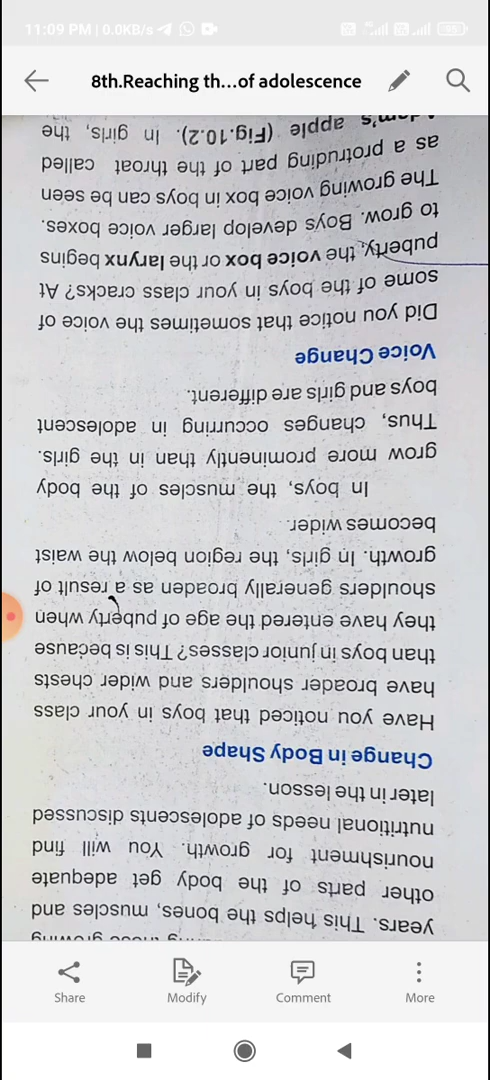 11:09 PM | 0.0KB/s
8th.Reaching th...of adolescence
years. This helps the bones, muscles and
other parts of the body get adequate
nourishment for growth. You will find
nutritional needs of adolescents discussed
later in the lesson.
Change in Body Shape
Have you noticed that boys in your class
have broader shoulders and wider chests
than boys in junior classes? This is because
they have entered the age of puberty when
shoulders generally broaden as a result of
growth. In girls, the region below the waist
becomes wider.
In boys, the muscles of the body
grow more prominently than in the girls.
Thus, changes occurring in adolescent
boys and girls are different.
Voice Change
Did you notice that sometimes the voice of
some of the boys in your class cracks? At
puberty, the voice box or the larynx begins
to grow. Boys develop larger voice boxes.
The growing voice box in boys can be seen
as a protruding part of the throat called
Adam's apple (Fig.10.2). In girls, the
Share
Modify
Comment
More